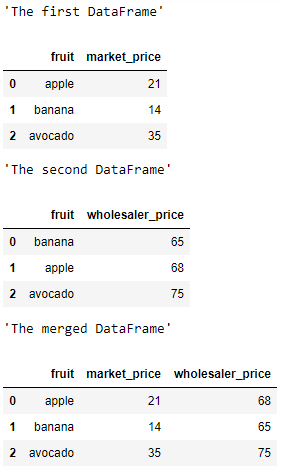 'The first DataFrame'
fruit market_price
0 apple 21
1 banana 14
2 avocado 35
'The second DataFrame'
fruit wholesaler_price
0 banana 65
1 apple 68
2 avocado 75
'The merged DataFrame'
fruit market_price wholesaler_price
0 apple 21 68
1 banana 14 65
2 avocado 35 75